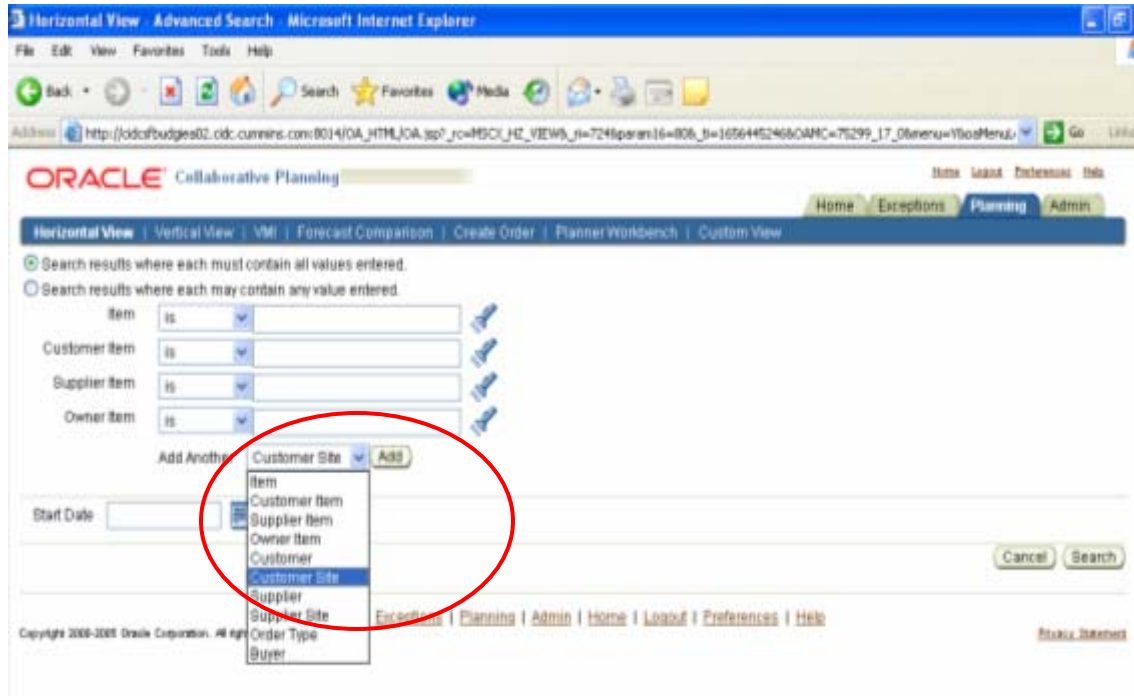 Horizontal View - Advanced Search - Microsoft Internet Explorer
File Edit View Favorites Tools Help
Back Search Favorites Media
Address Go
ORACLE Collaborative Planning
Home Logout Preferences Help
Home Exceptions Planning Admin
Horizontal View | Vertical View | VMI | Forecast Comparison | Create Order | Planner Workbench | Custom View
Search results where each must contain all values entered.
Search results where each may contain any value entered.
Item is
Customer Item is
Supplier Item is
Owner Item is
Add Another Customer Site Add
Item
Customer Item
Supplier Item
Owner Item
Customer
Customer Site
Supplier
Supplier Site
Order Type
Buyer
Start Date
Cancel Search
Exceptions | Planning | Admin | Home | Logout | Preferences | Help
Copyright 2000-2005 Oracle Corporation. All
Privacy Statement